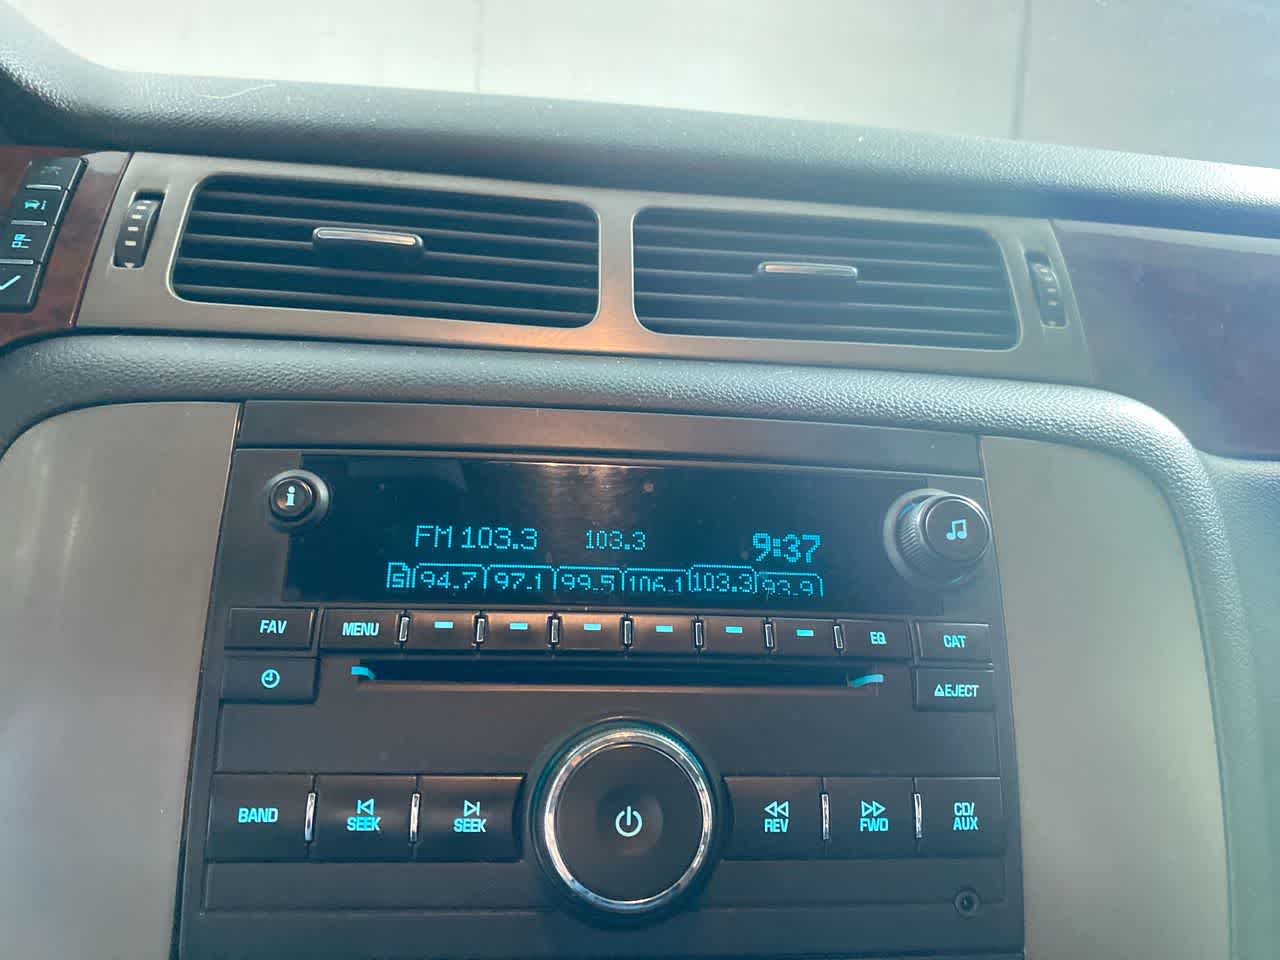 i
FM 103.3 103.3 9:37
5 94.7 97.1 99.5 106.1 103.3 93.9
FAV MENU EQ CAT
EJECT
BAND SEEK SEEK REV FWD CD/
AUX